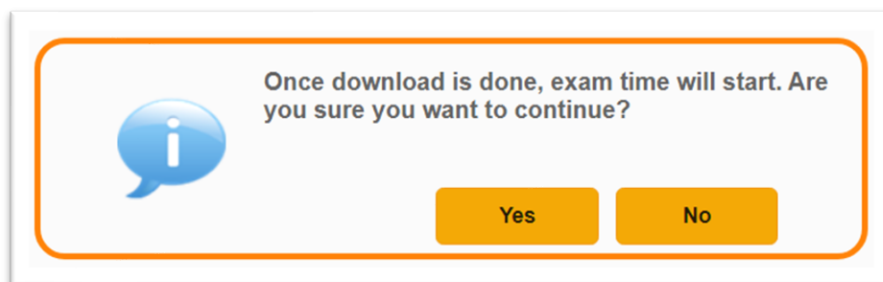 Once download is done, exam time will start. Are
you sure you want to continue?
Yes No